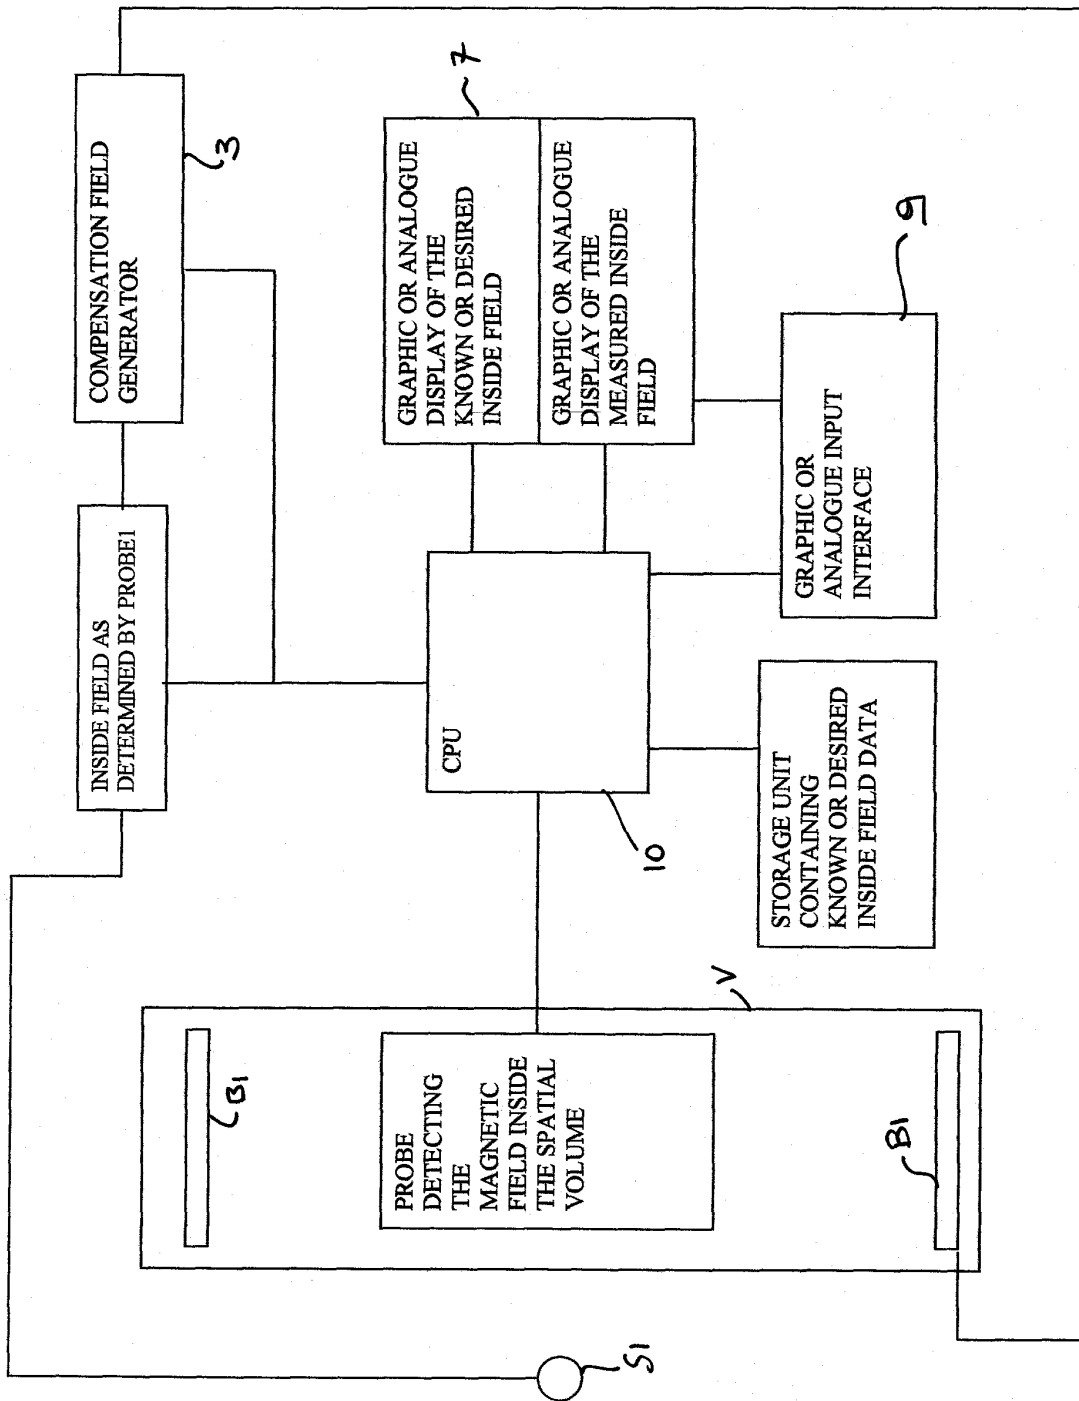 COMPENSATION FIELD
GENERATOR
3
INSIDE FIELD AS
DETERMINED BY PROBE1
GRAPHIC OR ANALOGUE
DISPLAY OF THE
KNOWN OR DESIRED
INSIDE FIELD
7
GRAPHIC OR ANALOGUE
DISPLAY OF THE
MEASURED INSIDE
FIELD
CPU
10
GRAPHIC OR
ANALOGUE INPUT
INTERFACE
9
STORAGE UNIT
CONTAINING
KNOWN OR DESIRED
INSIDE FIELD DATA
V
B1
PROBE
DETECTING
THE
MAGNETIC
FIELD INSIDE
THE SPATIAL
VOLUME
B1
S1